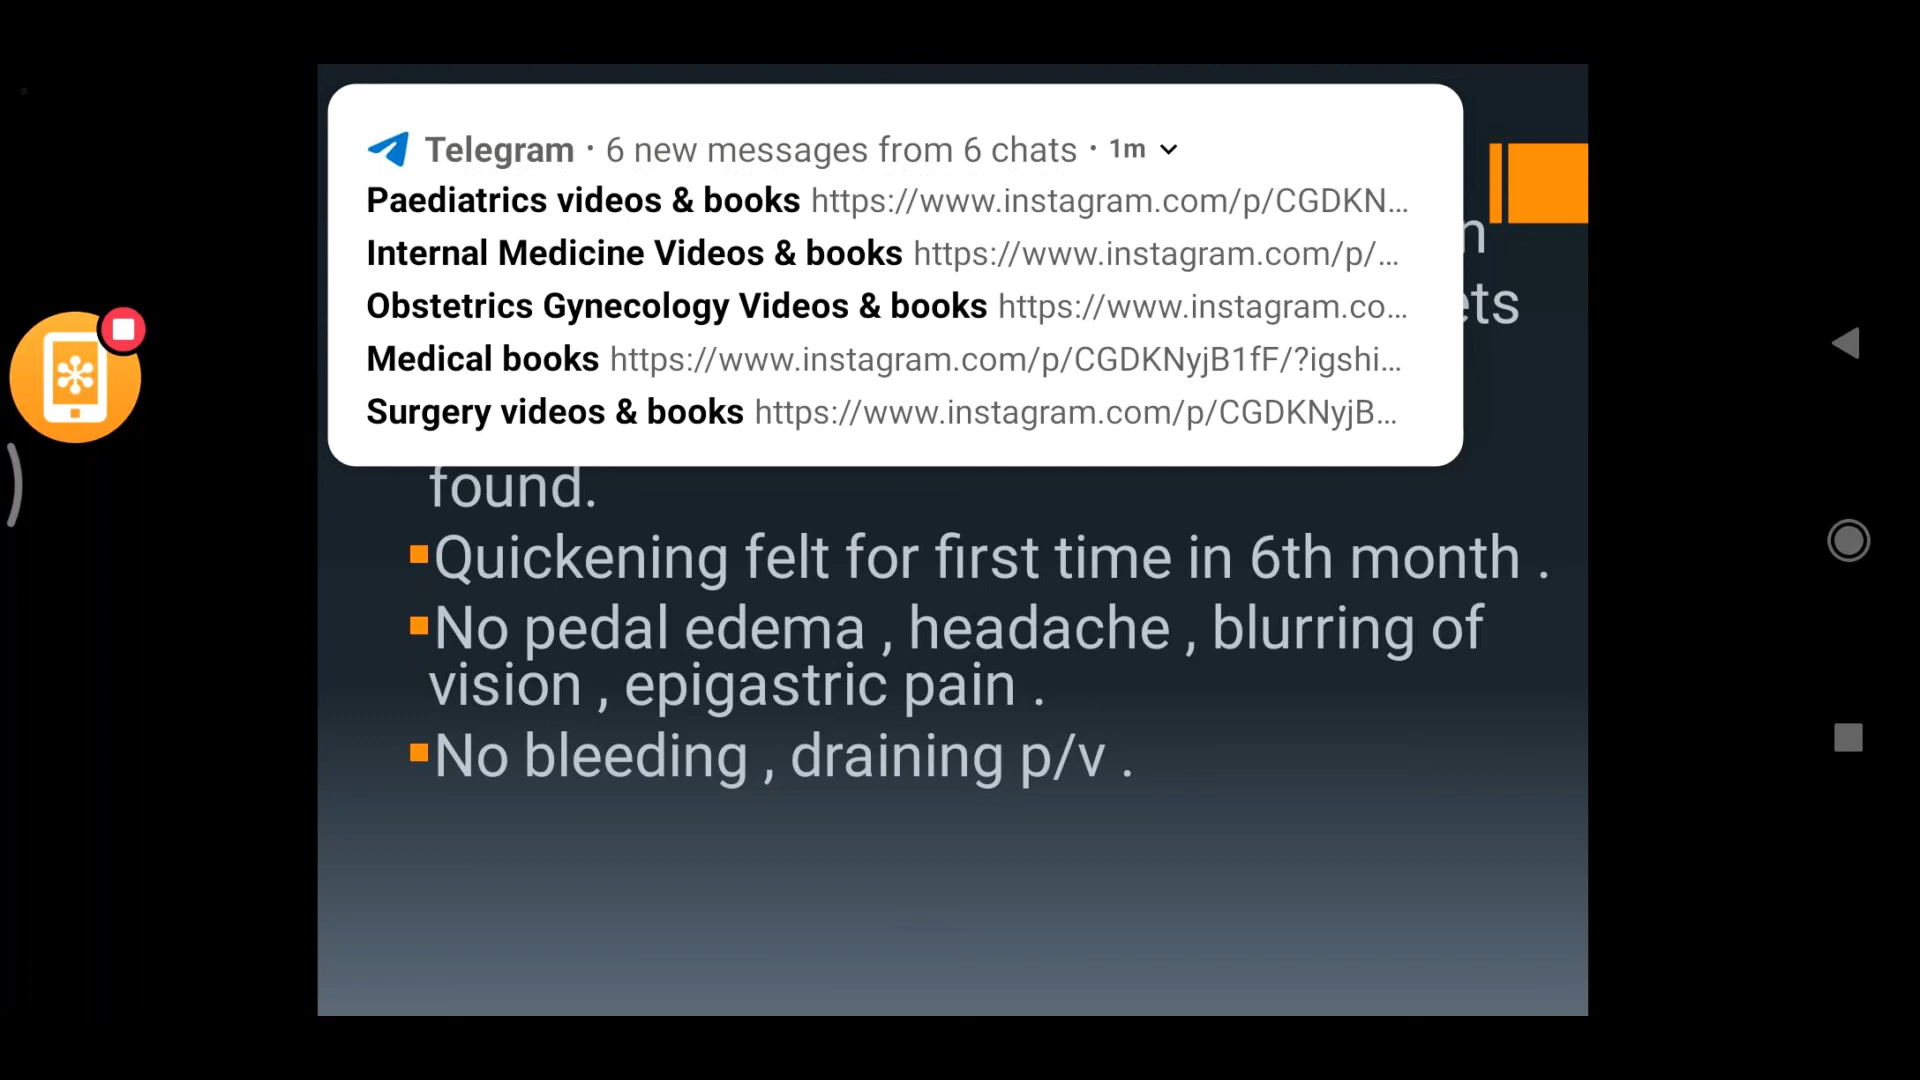 Telegram · 6 new messages from 6 chats · 1m
Paediatrics videos & books https://www.instagram.com/p/CGDKN...
Internal Medicine Videos & books https://www.instagram.com/p/...
Obstetrics Gynecology Videos & books https://www.instagram.co...
Medical books https://www.instagram.com/p/CGDKNyjB1fF/?igshi...
Surgery videos & books https://www.instagram.com/p/CGDKNyjB...
found.
Quickening felt for first time in 6th month .
No pedal edema , headache , blurring of
vision , epigastric pain .
No bleeding , draining p/v .